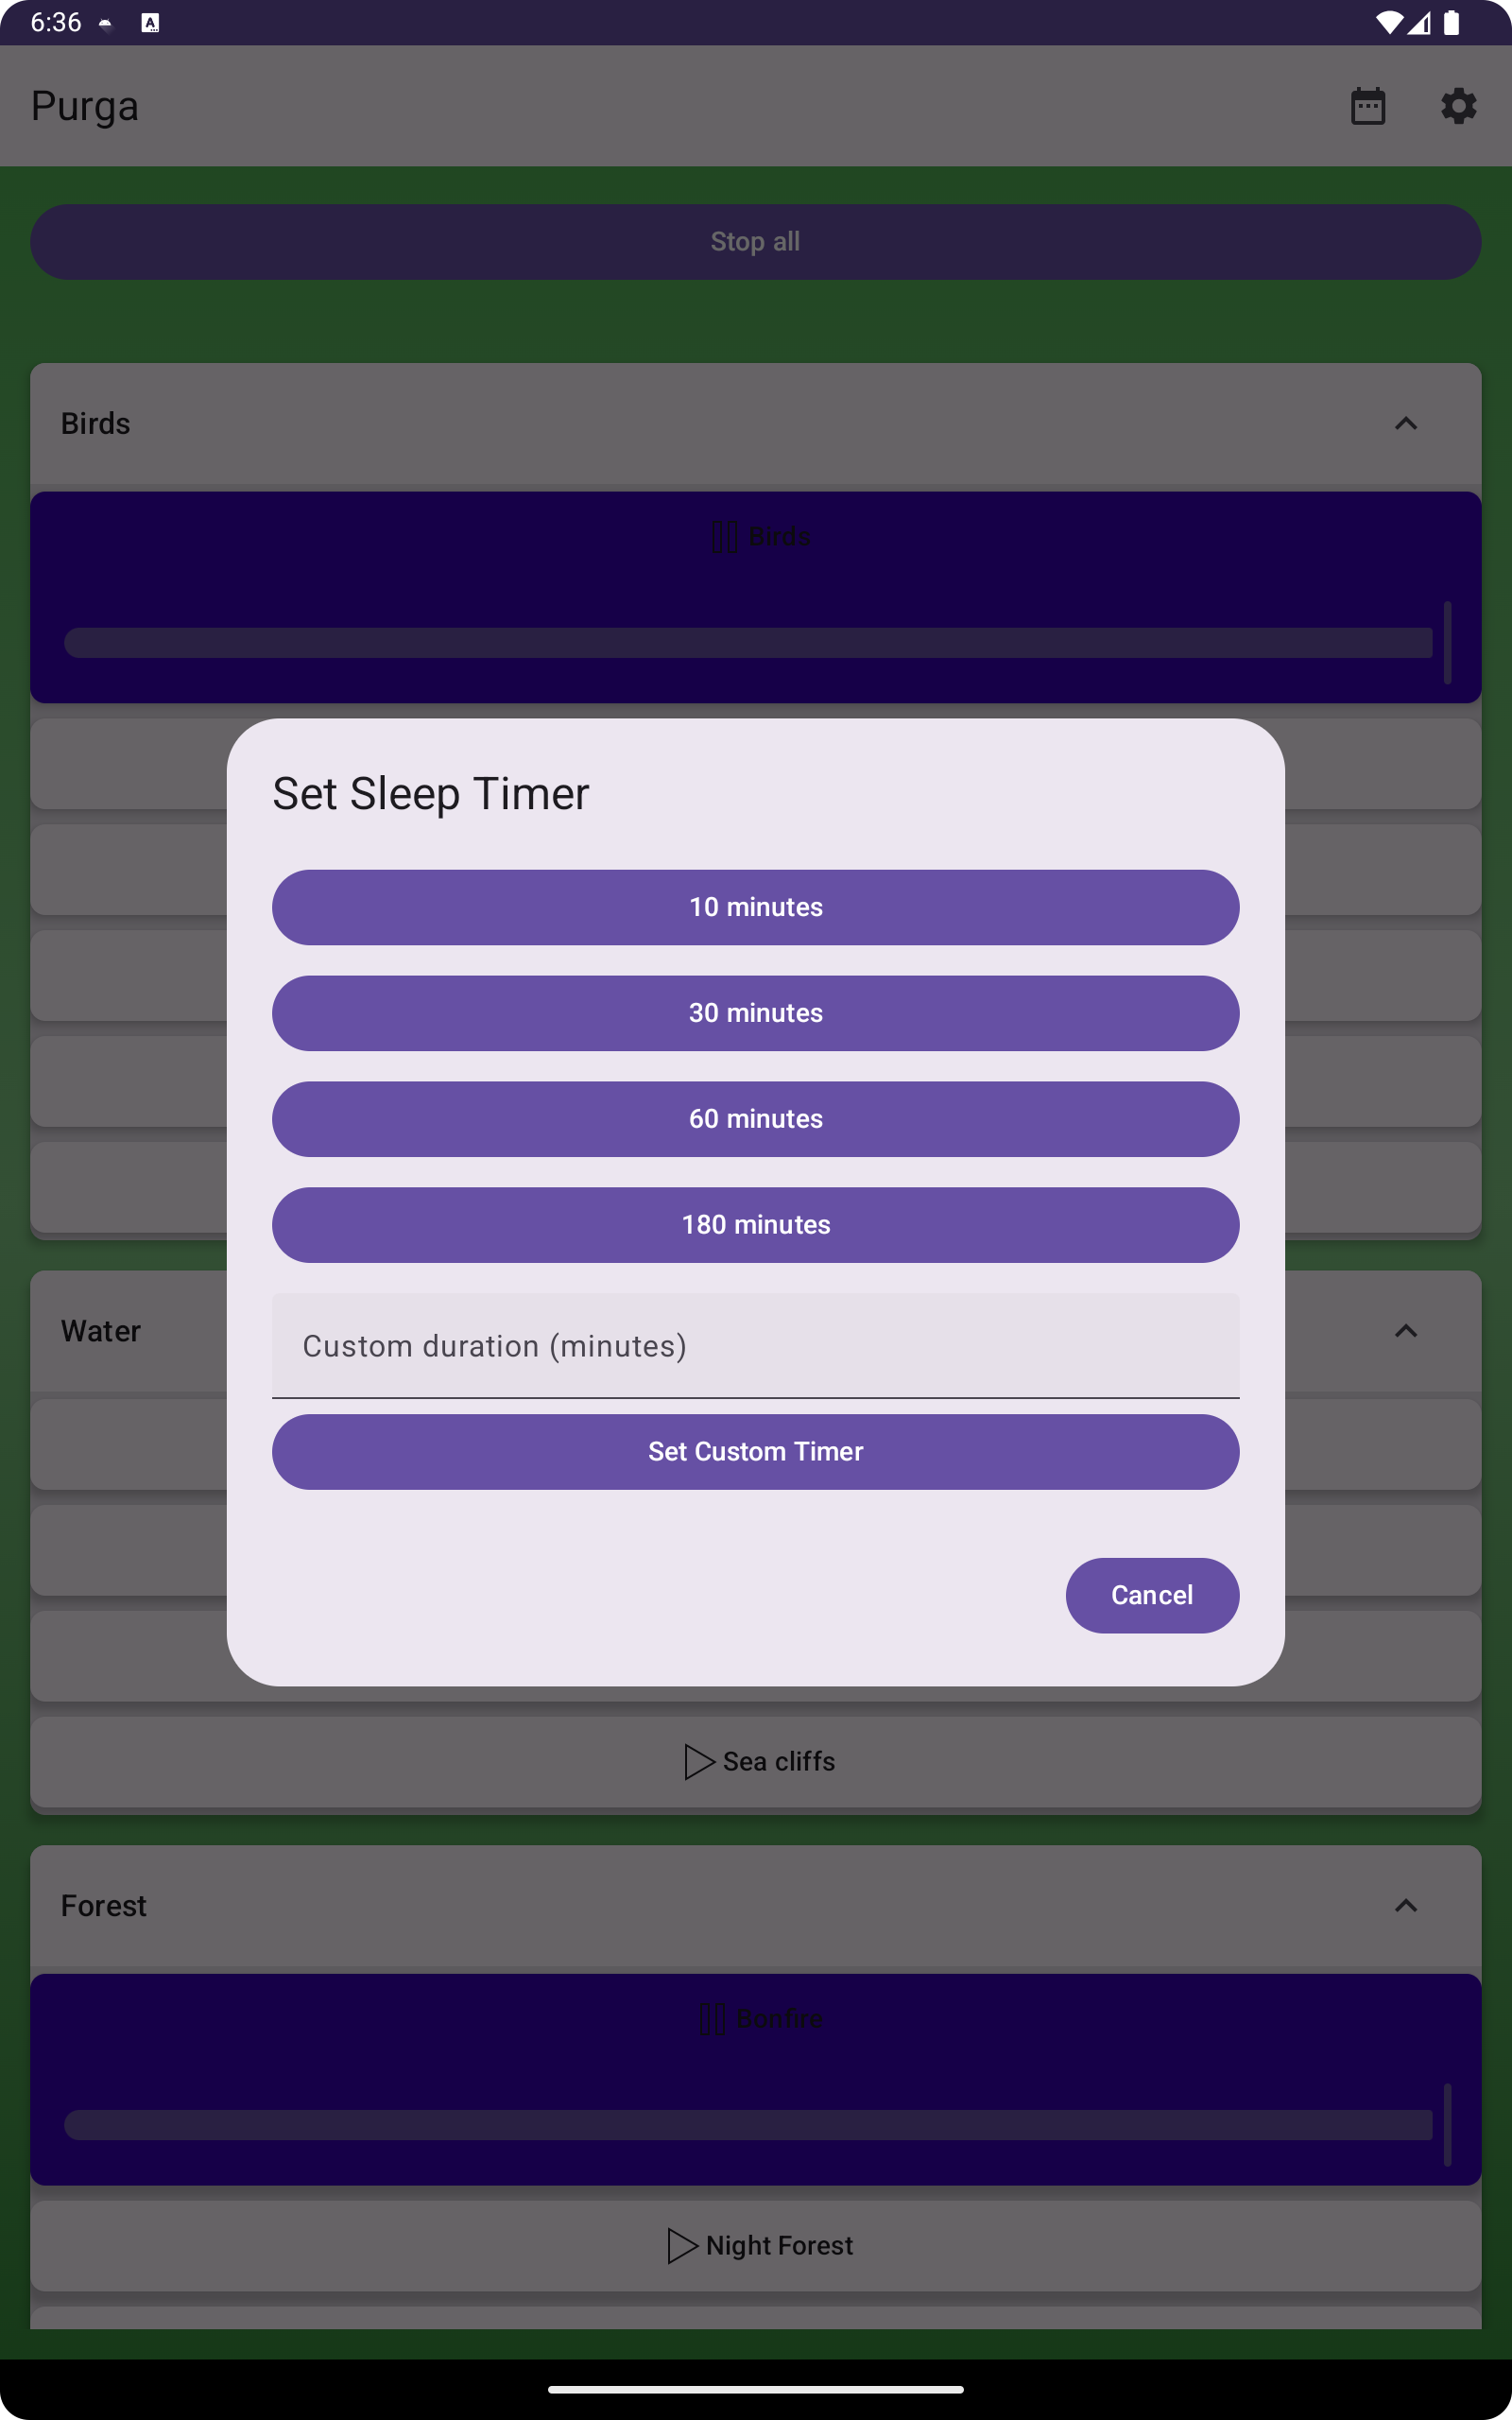 6:36
Purga
Stop all
Birds
Birds
Set Sleep Timer
10 minutes
30 minutes
60 minutes
180 minutes
Water
Custom duration (minutes)
Set Custom Timer
Cancel
Sea cliffs
Forest
Bonfire
Night Forest